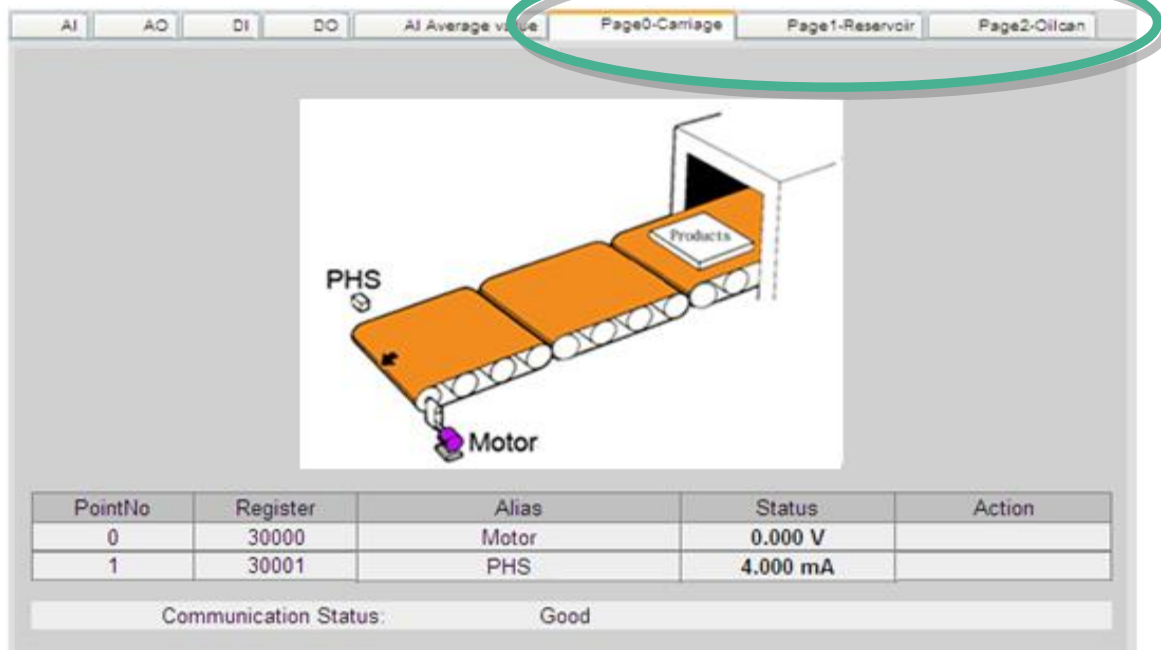 AI AO DI DO AI Average value Page0-Carriage Page1-Reservoir Page2-Oilcan
Products
PHS
Motor
PointNo Register Alias Status Action
0 30000 Motor 0.000 V
1 30001 PHS 4.000 mA
Communication Status: Good